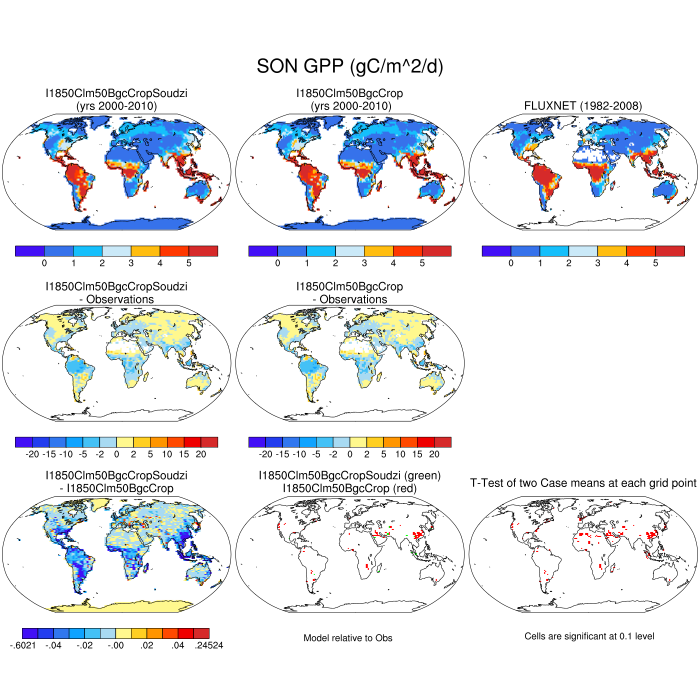 SON GPP (gC/m^2/d)
I1850Clm50BgcCropSoudzi
(yrs 2000-2010)
I1850Clm50BgcCrop
(yrs 2000-2010)
FLUXNET (1982-2008)
0 1 2 3 4 5
0 1 2 3 4 5
0 1 2 3 4 5
I1850Clm50BgcCropSoudzi
- Observations
I1850Clm50BgcCrop
- Observations
-20 -15 -10 -5 -2 0 2 5 10 15 20
-20 -15 -10 -5 -2 0 2 5 10 15 20
I1850Clm50BgcCropSoudzi
- I1850Clm50BgcCrop
I1850Clm50BgcCropSoudzi (green)
I1850Clm50BgcCrop (red)
T-Test of two Case means at each grid point
-.6021 -.04 -.02 -.00 .02 .04 .24524
Model relative to Obs
Cells are significant at 0.1 level